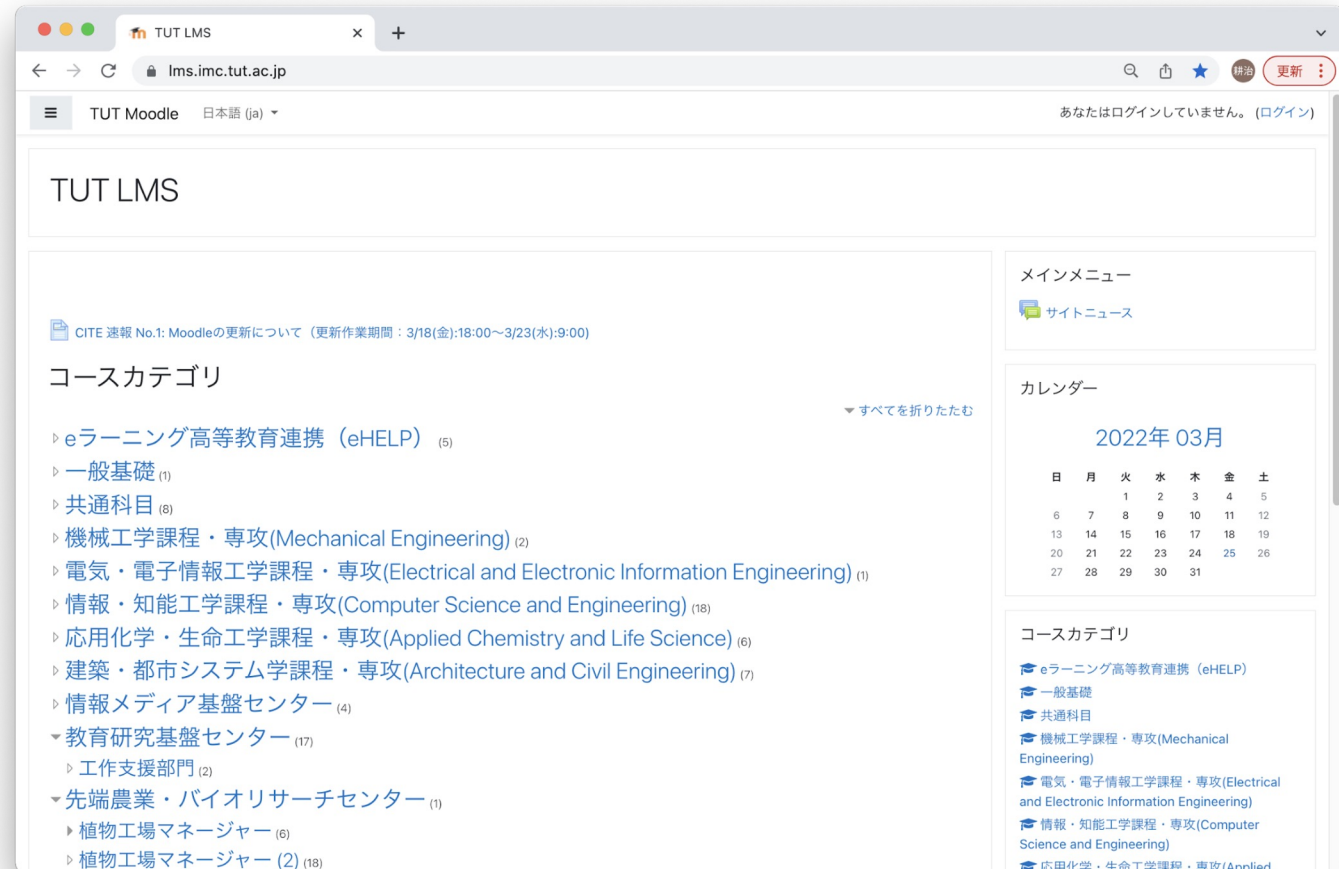 TUT LMS
lms.imc.tut.ac.jp
耕治
更新
TUT Moodle 日本語 (ja)
あなたはログインしていません。 (ログイン)
TUT LMS
CITE 速報 No.1: Moodleの更新について（更新作業期間：3/18(金):18:00〜3/23(水):9:00)
コースカテゴリ
すべてを折りたたむ
eラーニング高等教育連携（eHELP） (5)
一般基礎 (1)
共通科目 (8)
機械工学課程・専攻(Mechanical Engineering) (2)
電気・電子情報工学課程・専攻(Electrical and Electronic Information Engineering) (1)
情報・知能工学課程・専攻(Computer Science and Engineering) (18)
応用化学・生命工学課程・専攻(Applied Chemistry and Life Science) (6)
建築・都市システム学課程・専攻(Architecture and Civil Engineering) (7)
情報メディア基盤センター (4)
教育研究基盤センター (17)
工作支援部門 (2)
先端農業・バイオリサーチセンター (1)
植物工場マネージャー (6)
植物工場マネージャー (2) (18)
メインメニュー
サイトニュース
カレンダー
2022年 03月
日 月 火 水 木 金 土
1 2 3 4 5
6 7 8 9 10 11 12
13 14 15 16 17 18 19
20 21 22 23 24 25 26
27 28 29 30 31
コースカテゴリ
eラーニング高等教育連携（eHELP）
一般基礎
共通科目
機械工学課程・専攻(Mechanical
Engineering)
電気・電子情報工学課程・専攻(Electrical
and Electronic Information Engineering)
情報・知能工学課程・専攻(Computer
Science and Engineering)
応用化学・生命工学課程・専攻(Applied